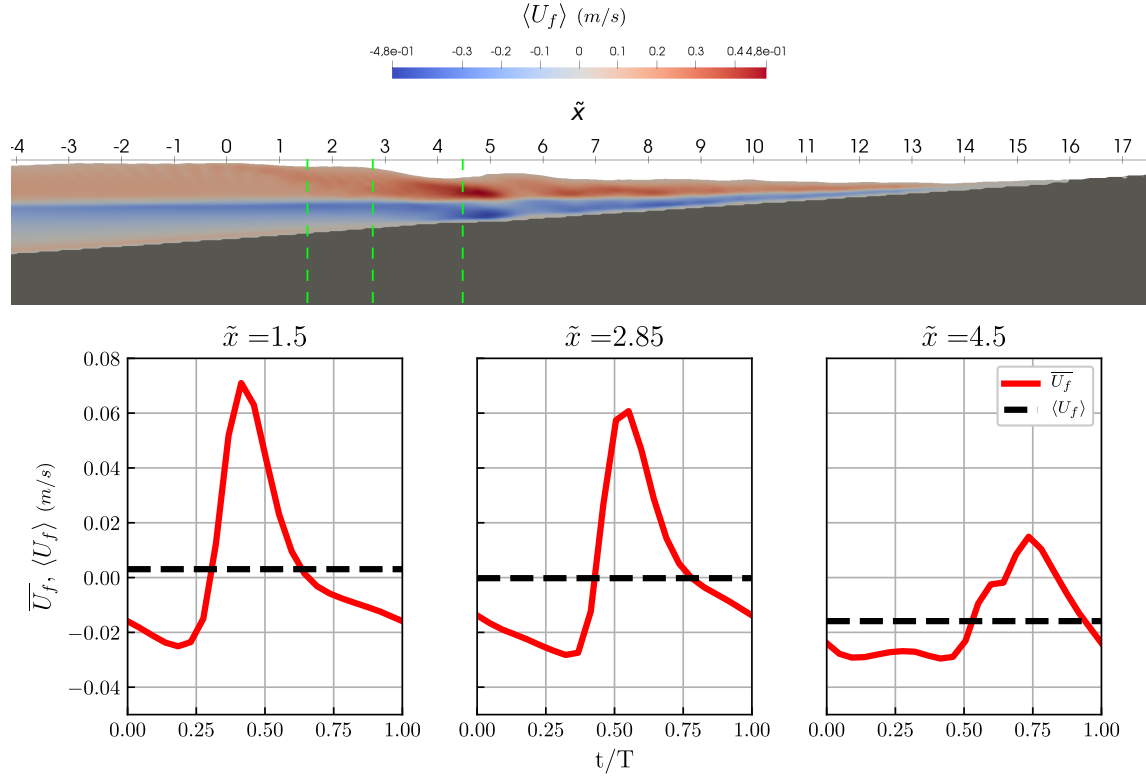 ⟨U_f⟩ (m/s)
-4,8e-01 -0.3 -0.2 -0.1 0 0.1 0.2 0.3 0.4 4,8e-01
x̃
-4 -3 -2 -1 0 1 2 3 4 5 6 7 8 9 10 11 12 13 14 15 16 17
x̃ =1.5 x̃ =2.85 x̃ =4.5
0.08
0.06
0.04
0.02
0.00
−0.02
−0.04
U̅_f, ⟨U_f⟩ (m/s)
U̅_f
⟨U_f⟩
0.00 0.25 0.50 0.75 1.00 0.00 0.25 0.50 0.75 1.00 0.00 0.25 0.50 0.75 1.00
t/T